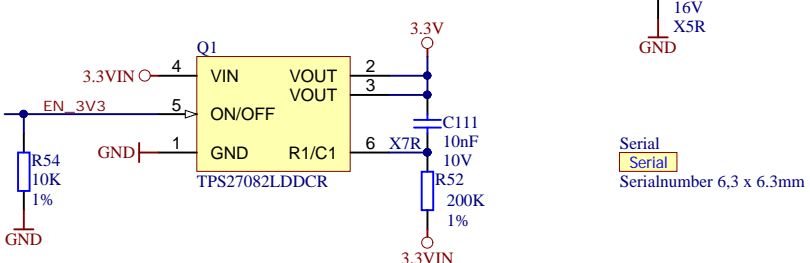 16V
X5R
GND
3.3V
Q1
3.3VIN
4
VIN
VOUT
2
VOUT
3
EN_3V3
5
ON/OFF
C111
10nF
10V
X7R
GND
1
GND
R1/C1
6
TPS27082LDDCR
R54
10K
1%
GND
R52
200K
1%
3.3VIN
Serial
Serial
Serialnumber 6,3 x 6.3mm